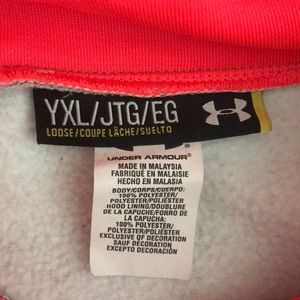 YXL/JTG/EG
LOOSE/COUPE LÂCHE/SUELTO
UNDER ARMOUR
MADE IN MALAYSIA
FABRIQUÉ EN MALAISIE
HECHO EN MALASIA
BODY/CORPS/CUERPO:
100% POLYESTER/
POLYESTER/POLIÉSTER
HOOD LINING/DOUBLURE
DE LA CAPUCHE/FORRO DE
LA CAPUCHA:
100% POLYESTER/
POLYESTER/POLIÉSTER
EXCLUSIVE OF DECORATION
SAUF DÉCORATION
EXCEPTO DECORACIÓN